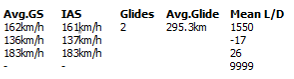 Avg.GS IAS Glides Avg.Glide Mean L/D
162km/h 161km/h 2 295.3km 1550
136km/h 137km/h -17
183km/h 183km/h 26
- - 9999